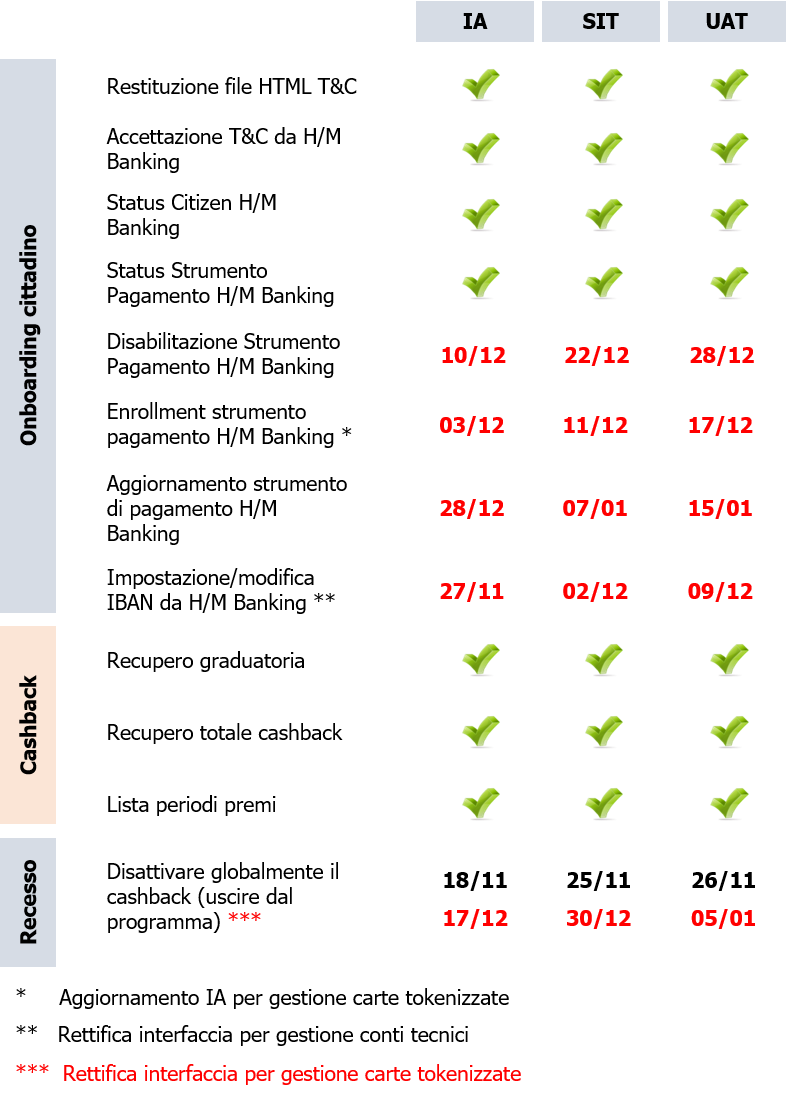 IA SIT UAT
Onboarding cittadino
Restituzione file HTML T&C
Accettazione T&C da H/M
Banking
Status Citizen H/M
Banking
Status Strumento
Pagamento H/M Banking
Disabilitazione Strumento
Pagamento H/M Banking
10/12 22/12 28/12
Enrollment strumento
pagamento H/M Banking *
03/12 11/12 17/12
Aggiornamento strumento
di pagamento H/M
Banking
28/12 07/01 15/01
Impostazione/modifica
IBAN da H/M Banking **
27/11 02/12 09/12
Cashback
Recupero graduatoria
Recupero totale cashback
Lista periodi premi
Recesso
Disattivare globalmente il
cashback (uscire dal
programma) ***
18/11 25/11 26/11
17/12 30/12 05/01
* Aggiornamento IA per gestione carte tokenizzate
** Rettifica interfaccia per gestione conti tecnici
*** Rettifica interfaccia per gestione carte tokenizzate